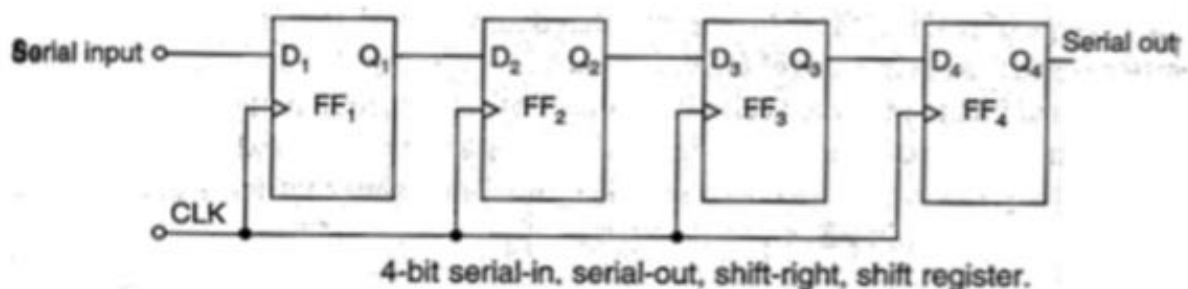 Serial input
D₁ Q₁ D₂ Q₂ D₃ Q₃ D₄ Q₄ Serial out
FF₁ FF₂ FF₃ FF₄
CLK
4-bit serial-in, serial-out, shift-right, shift register.